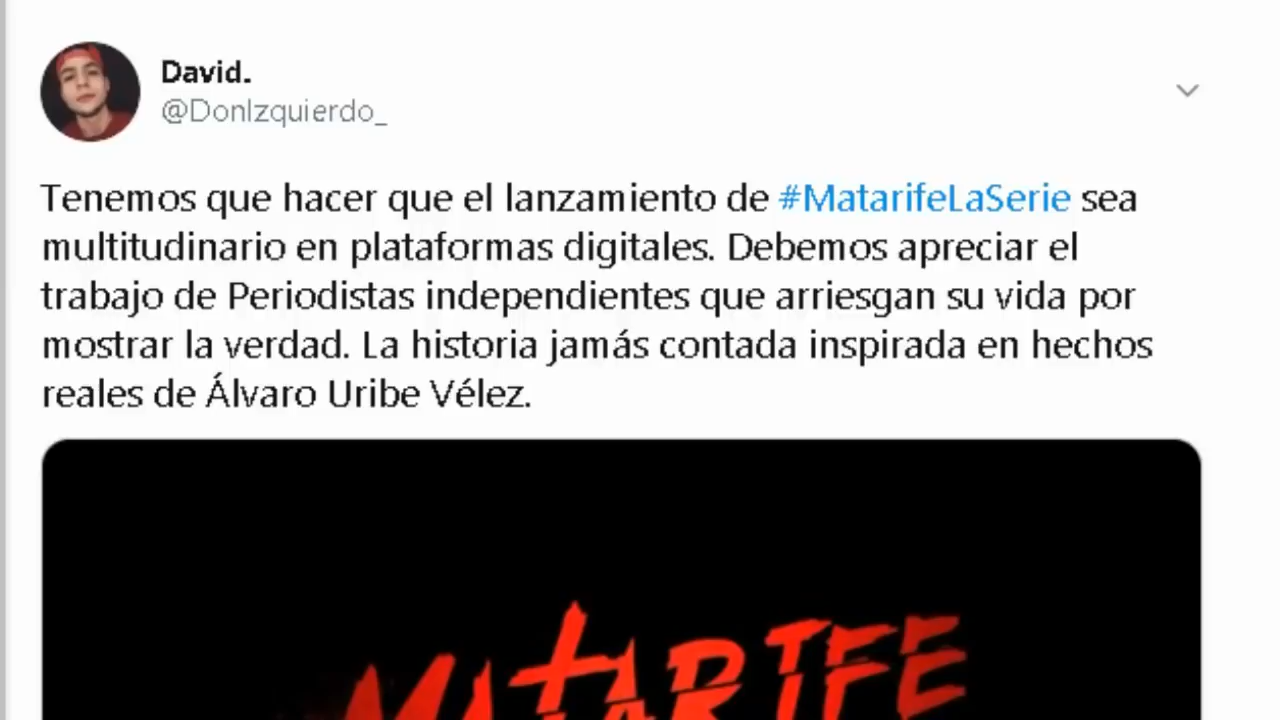 David.
@DonIzquierdo_
Tenemos que hacer que el lanzamiento de #MatarifeLaSerie sea
multitudinario en plataformas digitales. Debemos apreciar el
trabajo de Periodistas independientes que arriesgan su vida por
mostrar la verdad. La historia jamás contada inspirada en hechos
reales de Álvaro Uribe Vélez.
MATARIFE